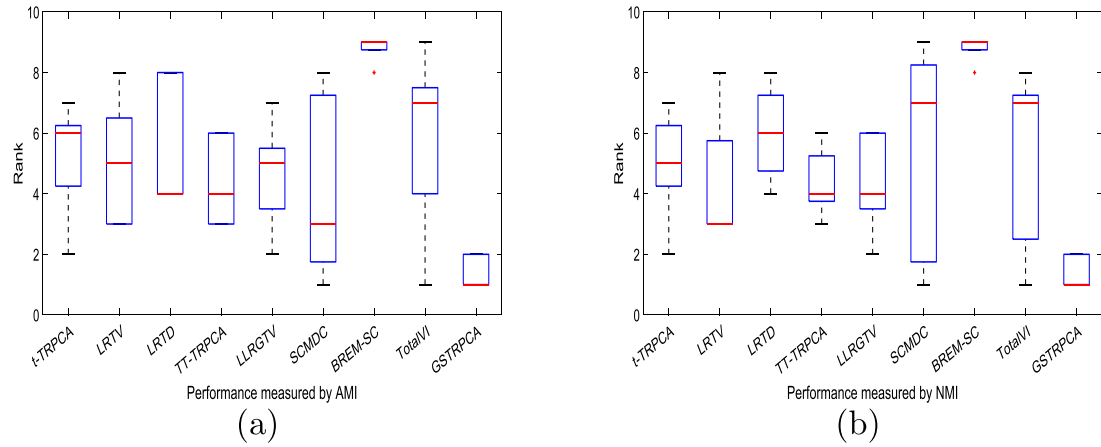 10
8
6
4
2
0
Rank
t-TRPCA
LRTV
LRTD
TT-TRPCA
LLRGTV
SCMDC
BREM-SC
TotalVI
GSTRPCA
Performance measured by AMI
(a)
10
8
6
4
2
0
Rank
t-TRPCA
LRTV
LRTD
TT-TRPCA
LLRGTV
SCMDC
BREM-SC
TotalVI
GSTRPCA
Performance measured by NMI
(b)